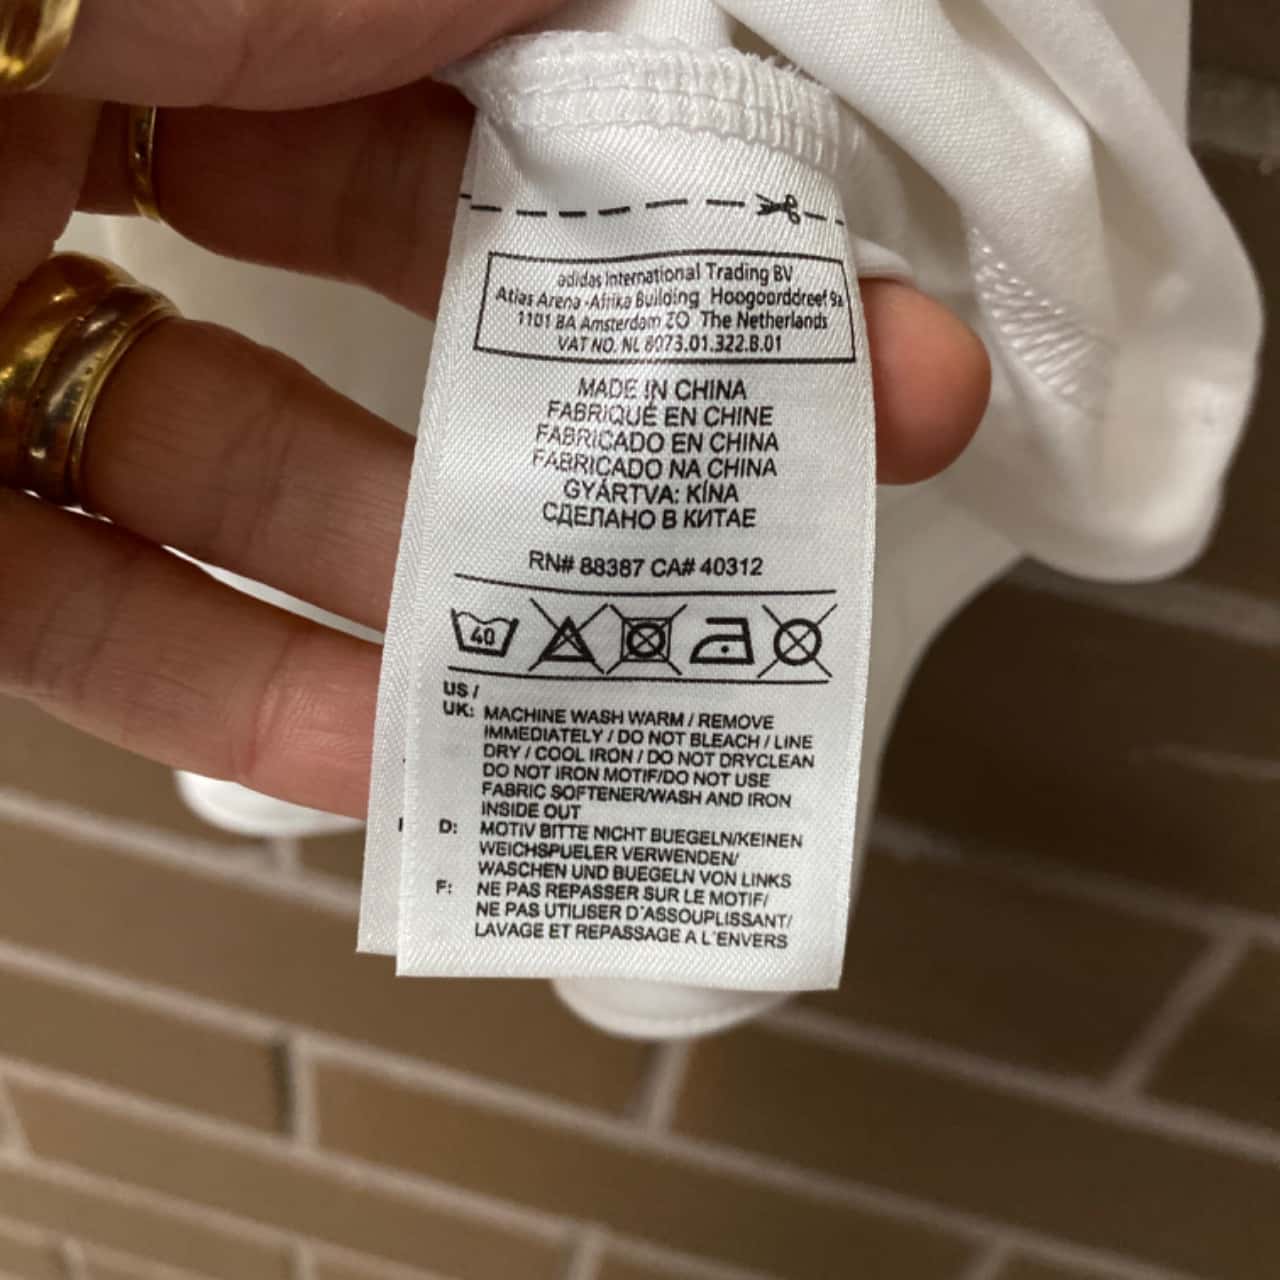 adidas International Trading BV
Atlas Arena -Afrika Building Hoogoorddreef 9a
1101 BA Amsterdam ZO The Netherlands
VAT NO. NL 8073.01.322.B.01
MADE IN CHINA
FABRIQUÉ EN CHINE
FABRICADO EN CHINA
FABRICADO NA CHINA
GYÁRTVA: KÍNA
СДЕЛАНО В КИТАЕ
RN# 88387 CA# 40312
40
US /
UK: MACHINE WASH WARM / REMOVE
IMMEDIATELY / DO NOT BLEACH / LINE
DRY / COOL IRON / DO NOT DRYCLEAN
DO NOT IRON MOTIF/DO NOT USE
FABRIC SOFTENER/WASH AND IRON
INSIDE OUT
D: MOTIV BITTE NICHT BUEGELN/KEINEN
WEICHSPUELER VERWENDEN/
WASCHEN UND BUEGELN VON LINKS
F: NE PAS REPASSER SUR LE MOTIF/
NE PAS UTILISER D'ASSOUPLISSANT/
LAVAGE ET REPASSAGE A L'ENVERS